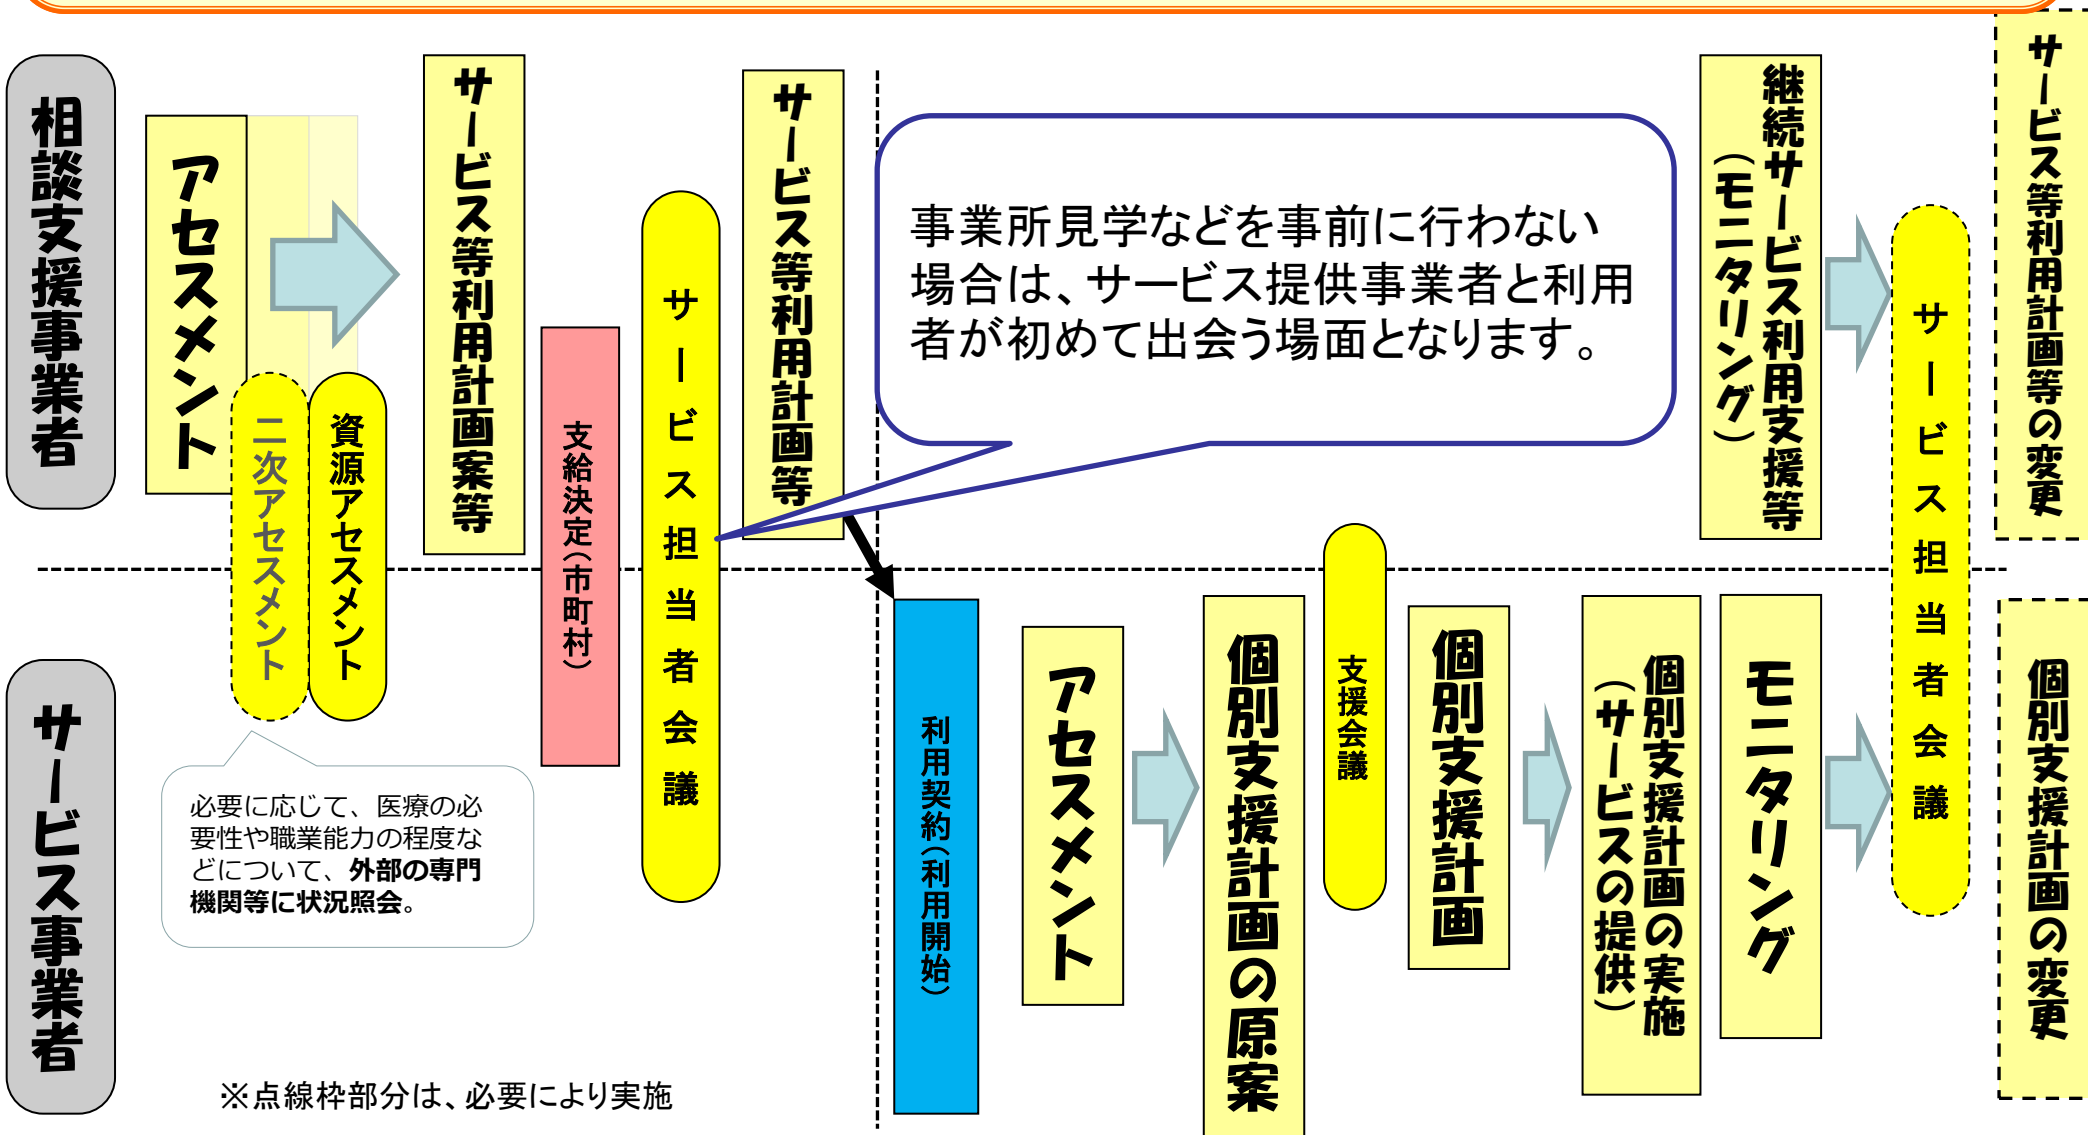 相談支援事業者
アセスメント
二次アセスメント
資源アセスメント
サービス等利用計画案等
支給決定(市町村)
サービス担当者会議
サービス等利用計画等
事業所見学などを事前に行わない
場合は、サービス提供事業者と利用
者が初めて出会う場面となります。
継続サービス利用支援等
(モニタリング)
サービス担当者会議
サービス等利用計画等の変更
サービス事業者
必要に応じて、医療の必
要性や職業能力の程度な
どについて、外部の専門
機関等に状況照会。
利用契約(利用開始)
アセスメント
個別支援計画の原案
支援会議
個別支援計画
個別支援計画の実施
(サービスの提供)
モニタリング
個別支援計画の変更
※点線枠部分は、必要により実施